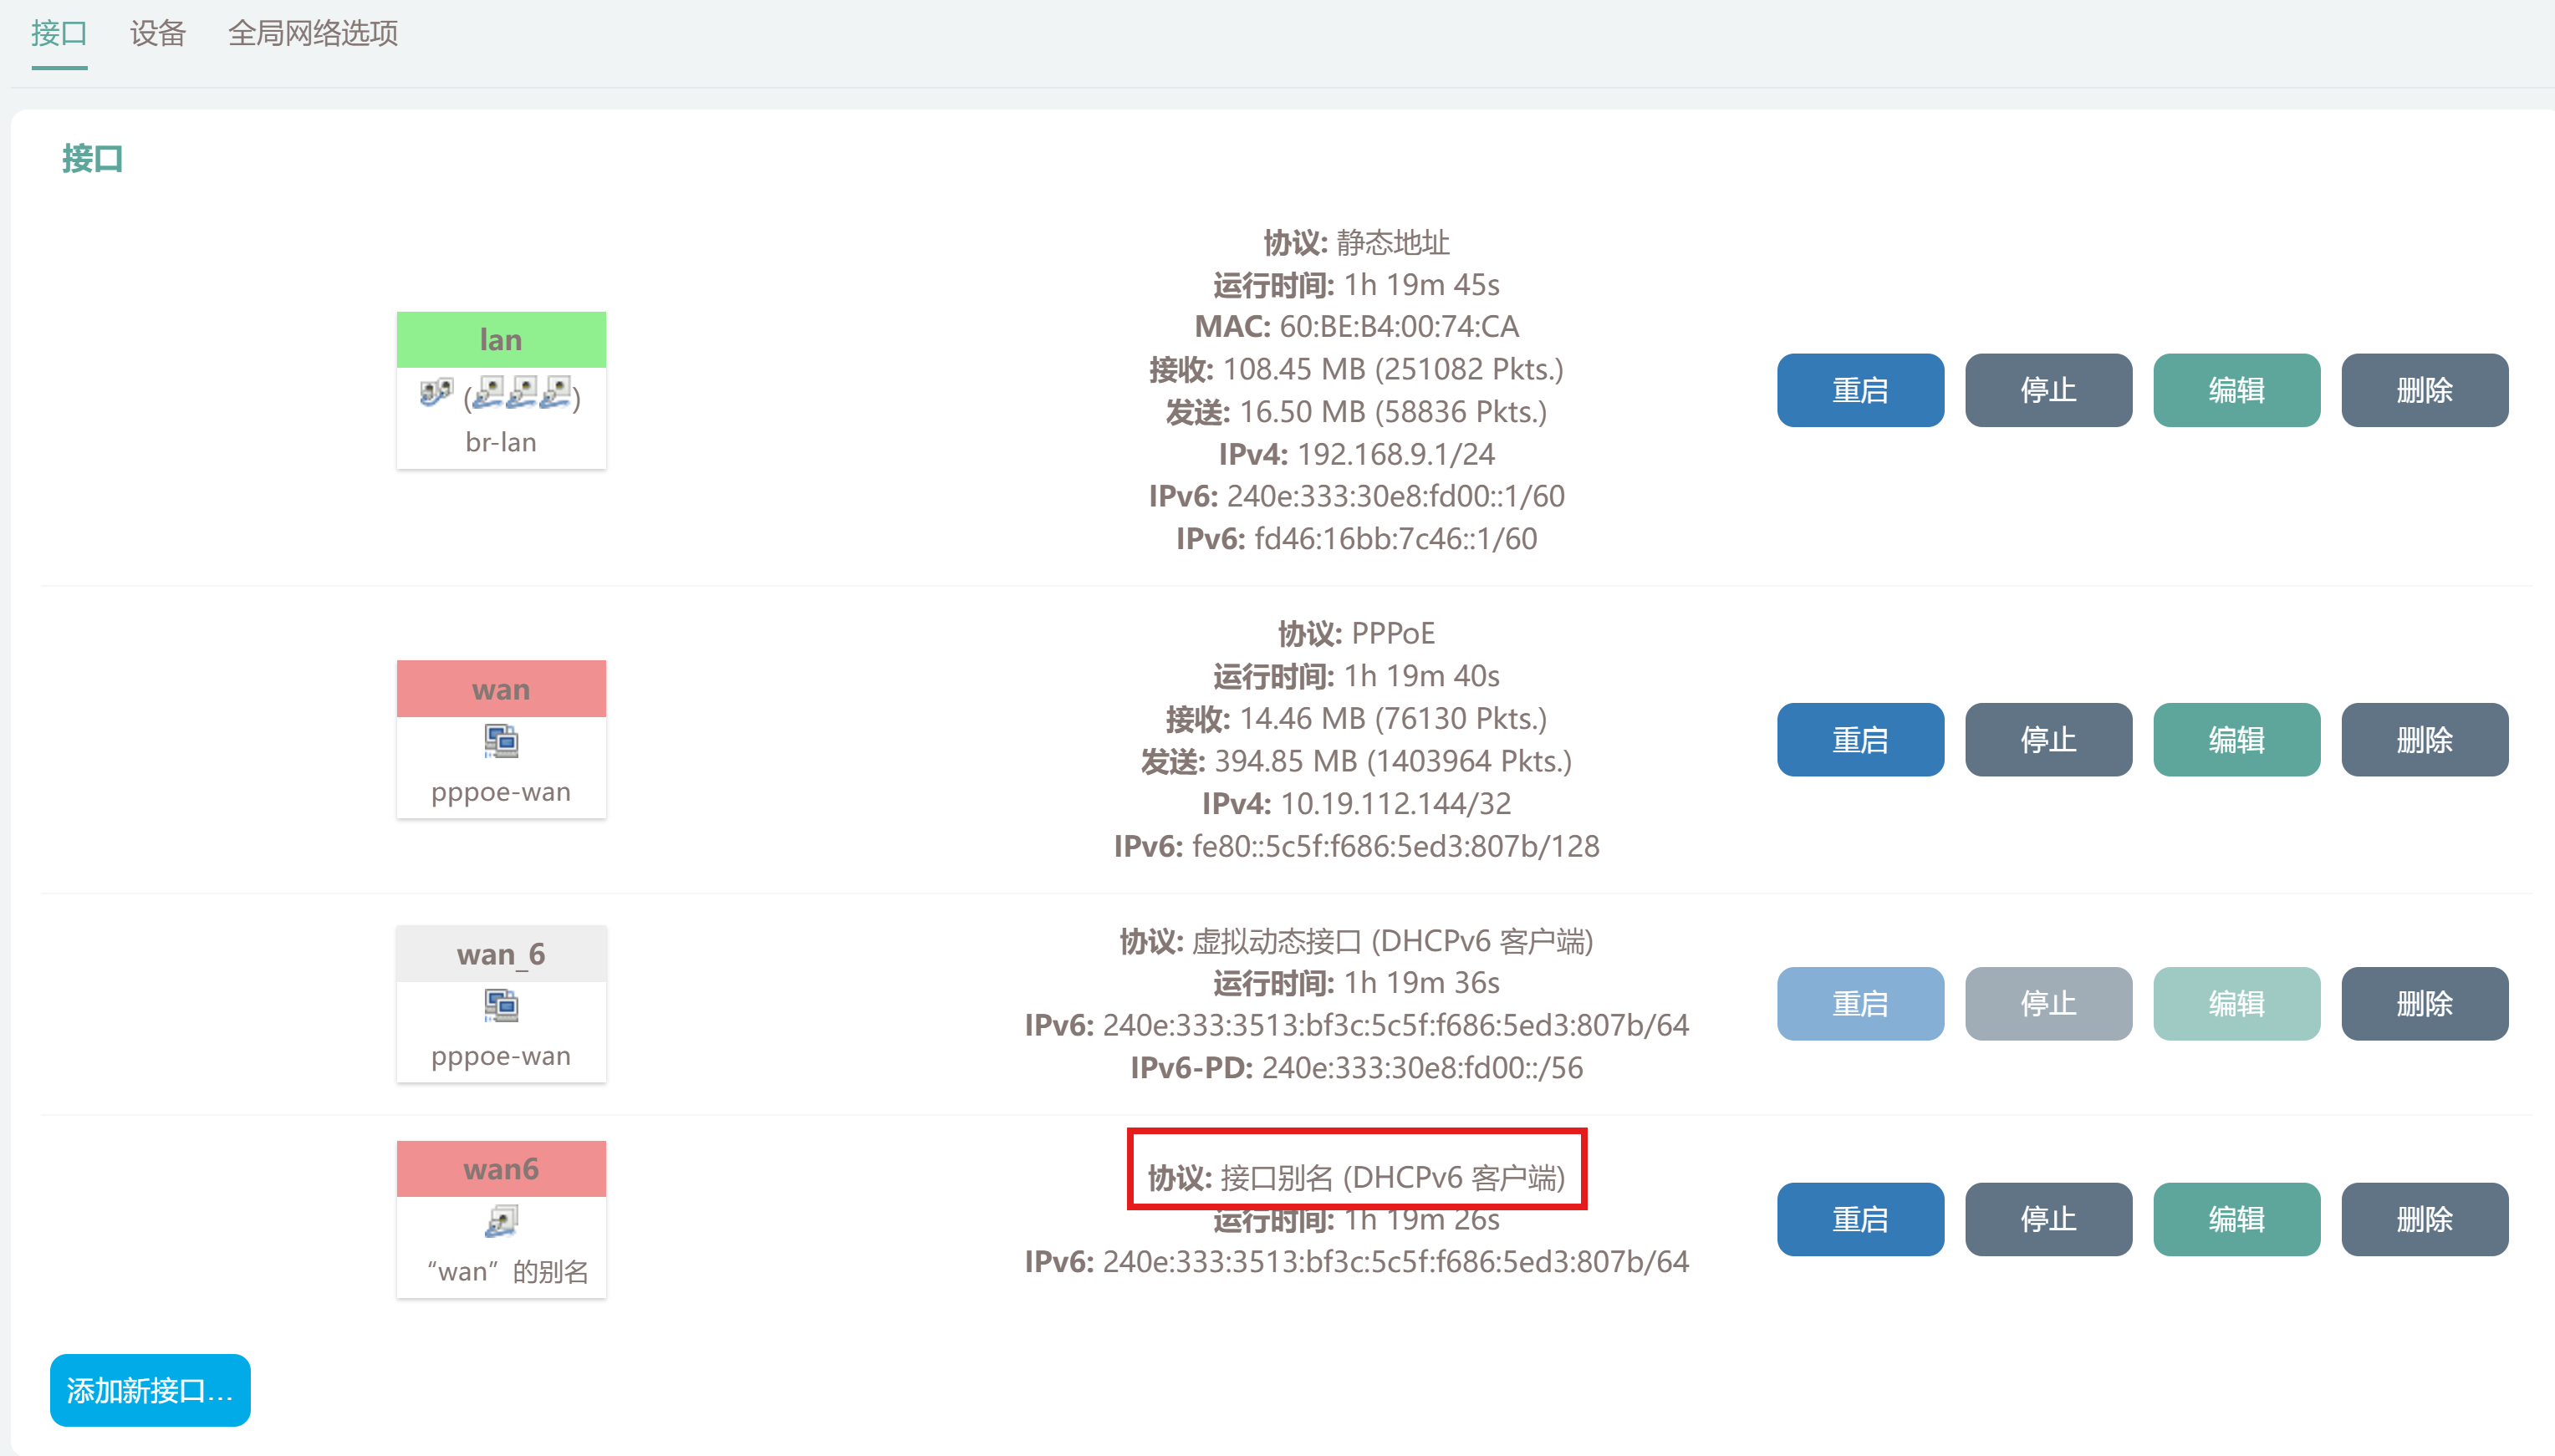 接口 设备 全局网络选项
接口
lan
( )
br-lan
协议: 静态地址
运行时间: 1h 19m 45s
MAC: 60:BE:B4:00:74:CA
接收: 108.45 MB (251082 Pkts.)
发送: 16.50 MB (58836 Pkts.)
IPv4: 192.168.9.1/24
IPv6: 240e:333:30e8:fd00::1/60
IPv6: fd46:16bb:7c46::1/60
重启 停止 编辑 删除
wan
pppoe-wan
协议: PPPoE
运行时间: 1h 19m 40s
接收: 14.46 MB (76130 Pkts.)
发送: 394.85 MB (1403964 Pkts.)
IPv4: 10.19.112.144/32
IPv6: fe80::5c5f:f686:5ed3:807b/128
重启 停止 编辑 删除
wan_6
pppoe-wan
协议: 虚拟动态接口 (DHCPv6 客户端)
运行时间: 1h 19m 36s
IPv6: 240e:333:3513:bf3c:5c5f:f686:5ed3:807b/64
IPv6-PD: 240e:333:30e8:fd00::/56
重启 停止 编辑 删除
wan6
“wan”的别名
协议: 接口别名 (DHCPv6 客户端)
运行时间: 1h 19m 26s
IPv6: 240e:333:3513:bf3c:5c5f:f686:5ed3:807b/64
重启 停止 编辑 删除
添加新接口...